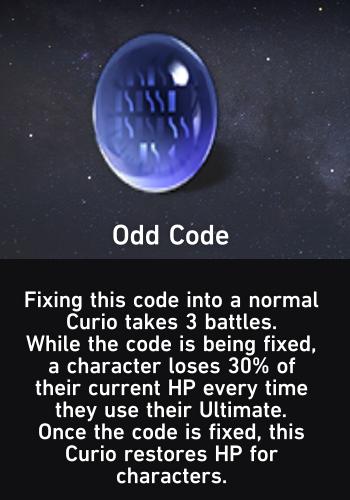 Odd Code
Fixing this code into a normal
Curio takes 3 battles.
While the code is being fixed,
a character loses 30% of
their current HP every time
they use their Ultimate.
Once the code is fixed, this
Curio restores HP for
characters.